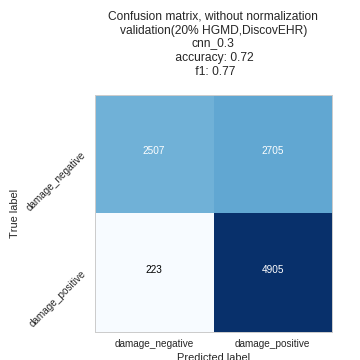 Confusion matrix, without normalization
validation(20% HGMD,DiscovEHR)
cnn_0.3
accuracy: 0.72
f1: 0.77
True label
damage_negative
2507
2705
damage_positive
223
4905
damage_negative
damage_positive
Predicted label